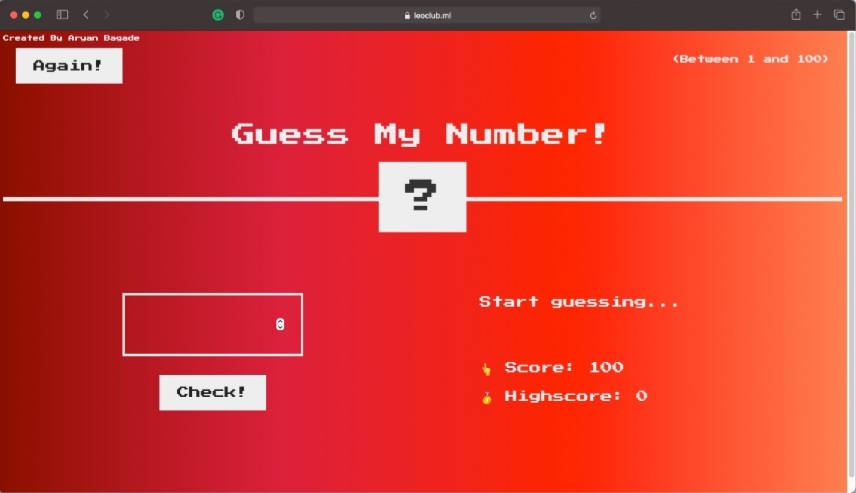 leoclub.ml
Created By Aryan Bagade
Again!
(Between 1 and 100)
Guess My Number!
?
Start guessing...
Check!
👆 Score: 100
🥇 Highscore: 0